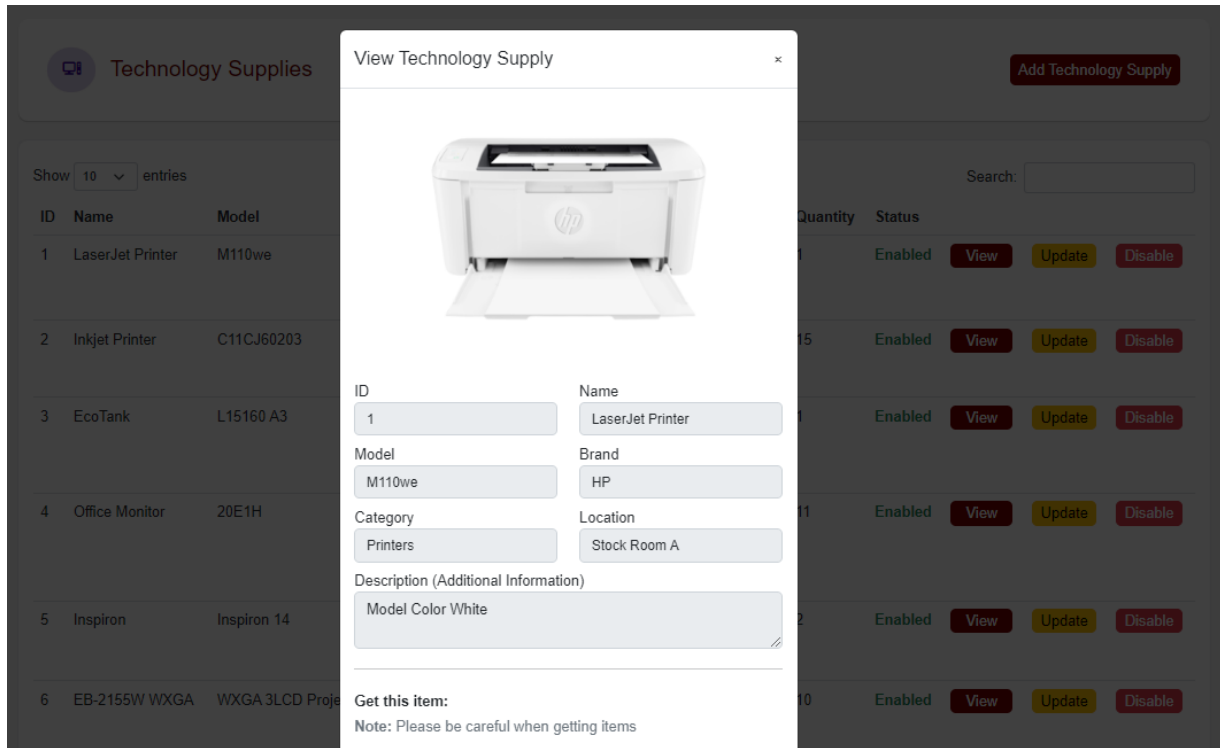 Technology Supplies
Add Technology Supply
Show 10 entries
Search:
ID Name Model Quantity Status
1 LaserJet Printer M110we 1 Enabled View Update Disable
2 Inkjet Printer C11CJ60203 15 Enabled View Update Disable
3 EcoTank L15160 A3 1 Enabled View Update Disable
4 Office Monitor 20E1H 11 Enabled View Update Disable
5 Inspiron Inspiron 14 2 Enabled View Update Disable
6 EB-2155W WXGA WXGA 3LCD Proje 10 Enabled View Update Disable
View Technology Supply ×
hp
ID Name
1 LaserJet Printer
Model Brand
M110we HP
Category Location
Printers Stock Room A
Description (Additional Information)
Model Color White
Get this item:
Note: Please be careful when getting items